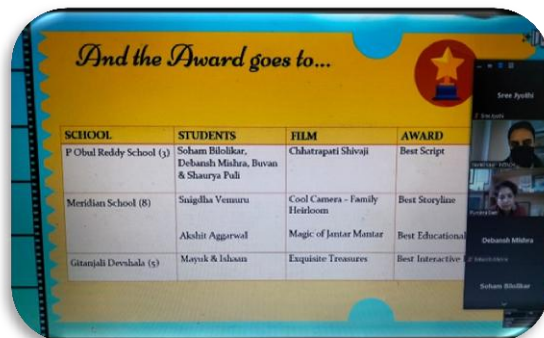 And the Award goes to...
SCHOOL STUDENTS FILM AWARD
P Obul Reddy School (3) Soham Bilolikar, Chhatrapati Shivaji Best Script
Debansh Mishra, Buvan
& Shaurya Puli
Meridian School (8) Snigdha Vemuru Cool Camera - Family Best Storyline
Heirloom
Akshit Aggarwal Magic of Jantar Mantar Best Educational
Gitanjali Devshala (5) Mayuk & Ishaan Exquisite Treasures Best Interactive
Sree Jyothi
Sree Jyothi
Debansh Mishra
Soham Bilolikar